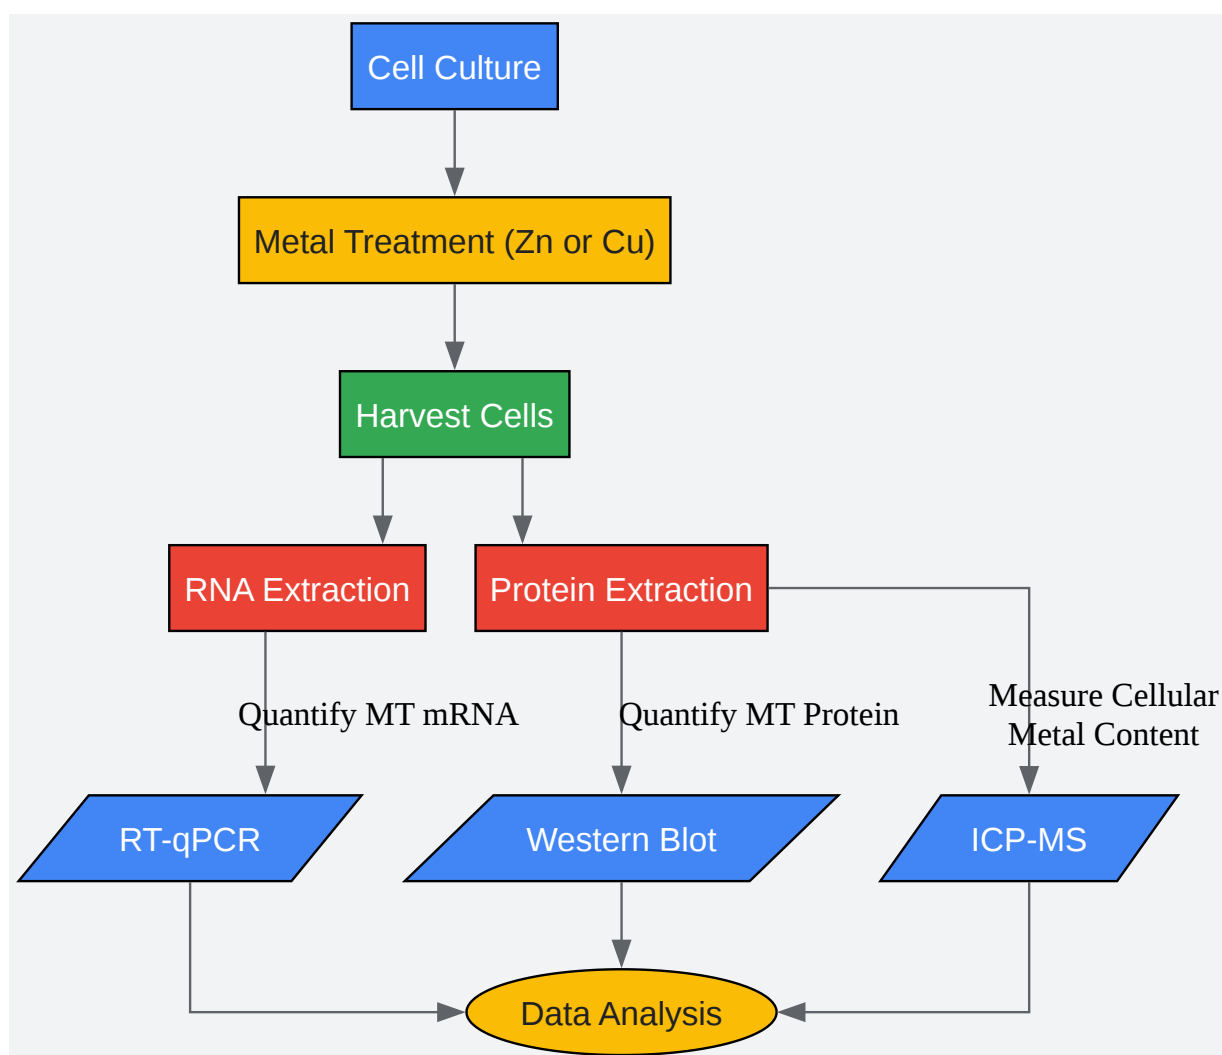 Cell Culture
Metal Treatment (Zn or Cu)
Harvest Cells
RNA Extraction
Protein Extraction
Quantify MT mRNA
Quantify MT Protein
Measure Cellular
Metal Content
RT-qPCR
Western Blot
ICP-MS
Data Analysis